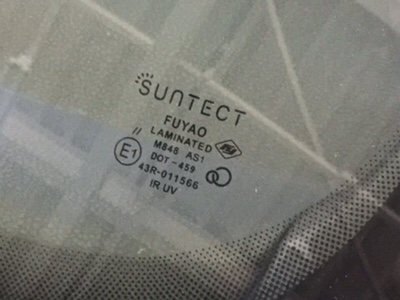 SUNTECT
FUYAO
// LAMINATED
M848 AS1
E1 DOT-459
43R-011566
IR UV